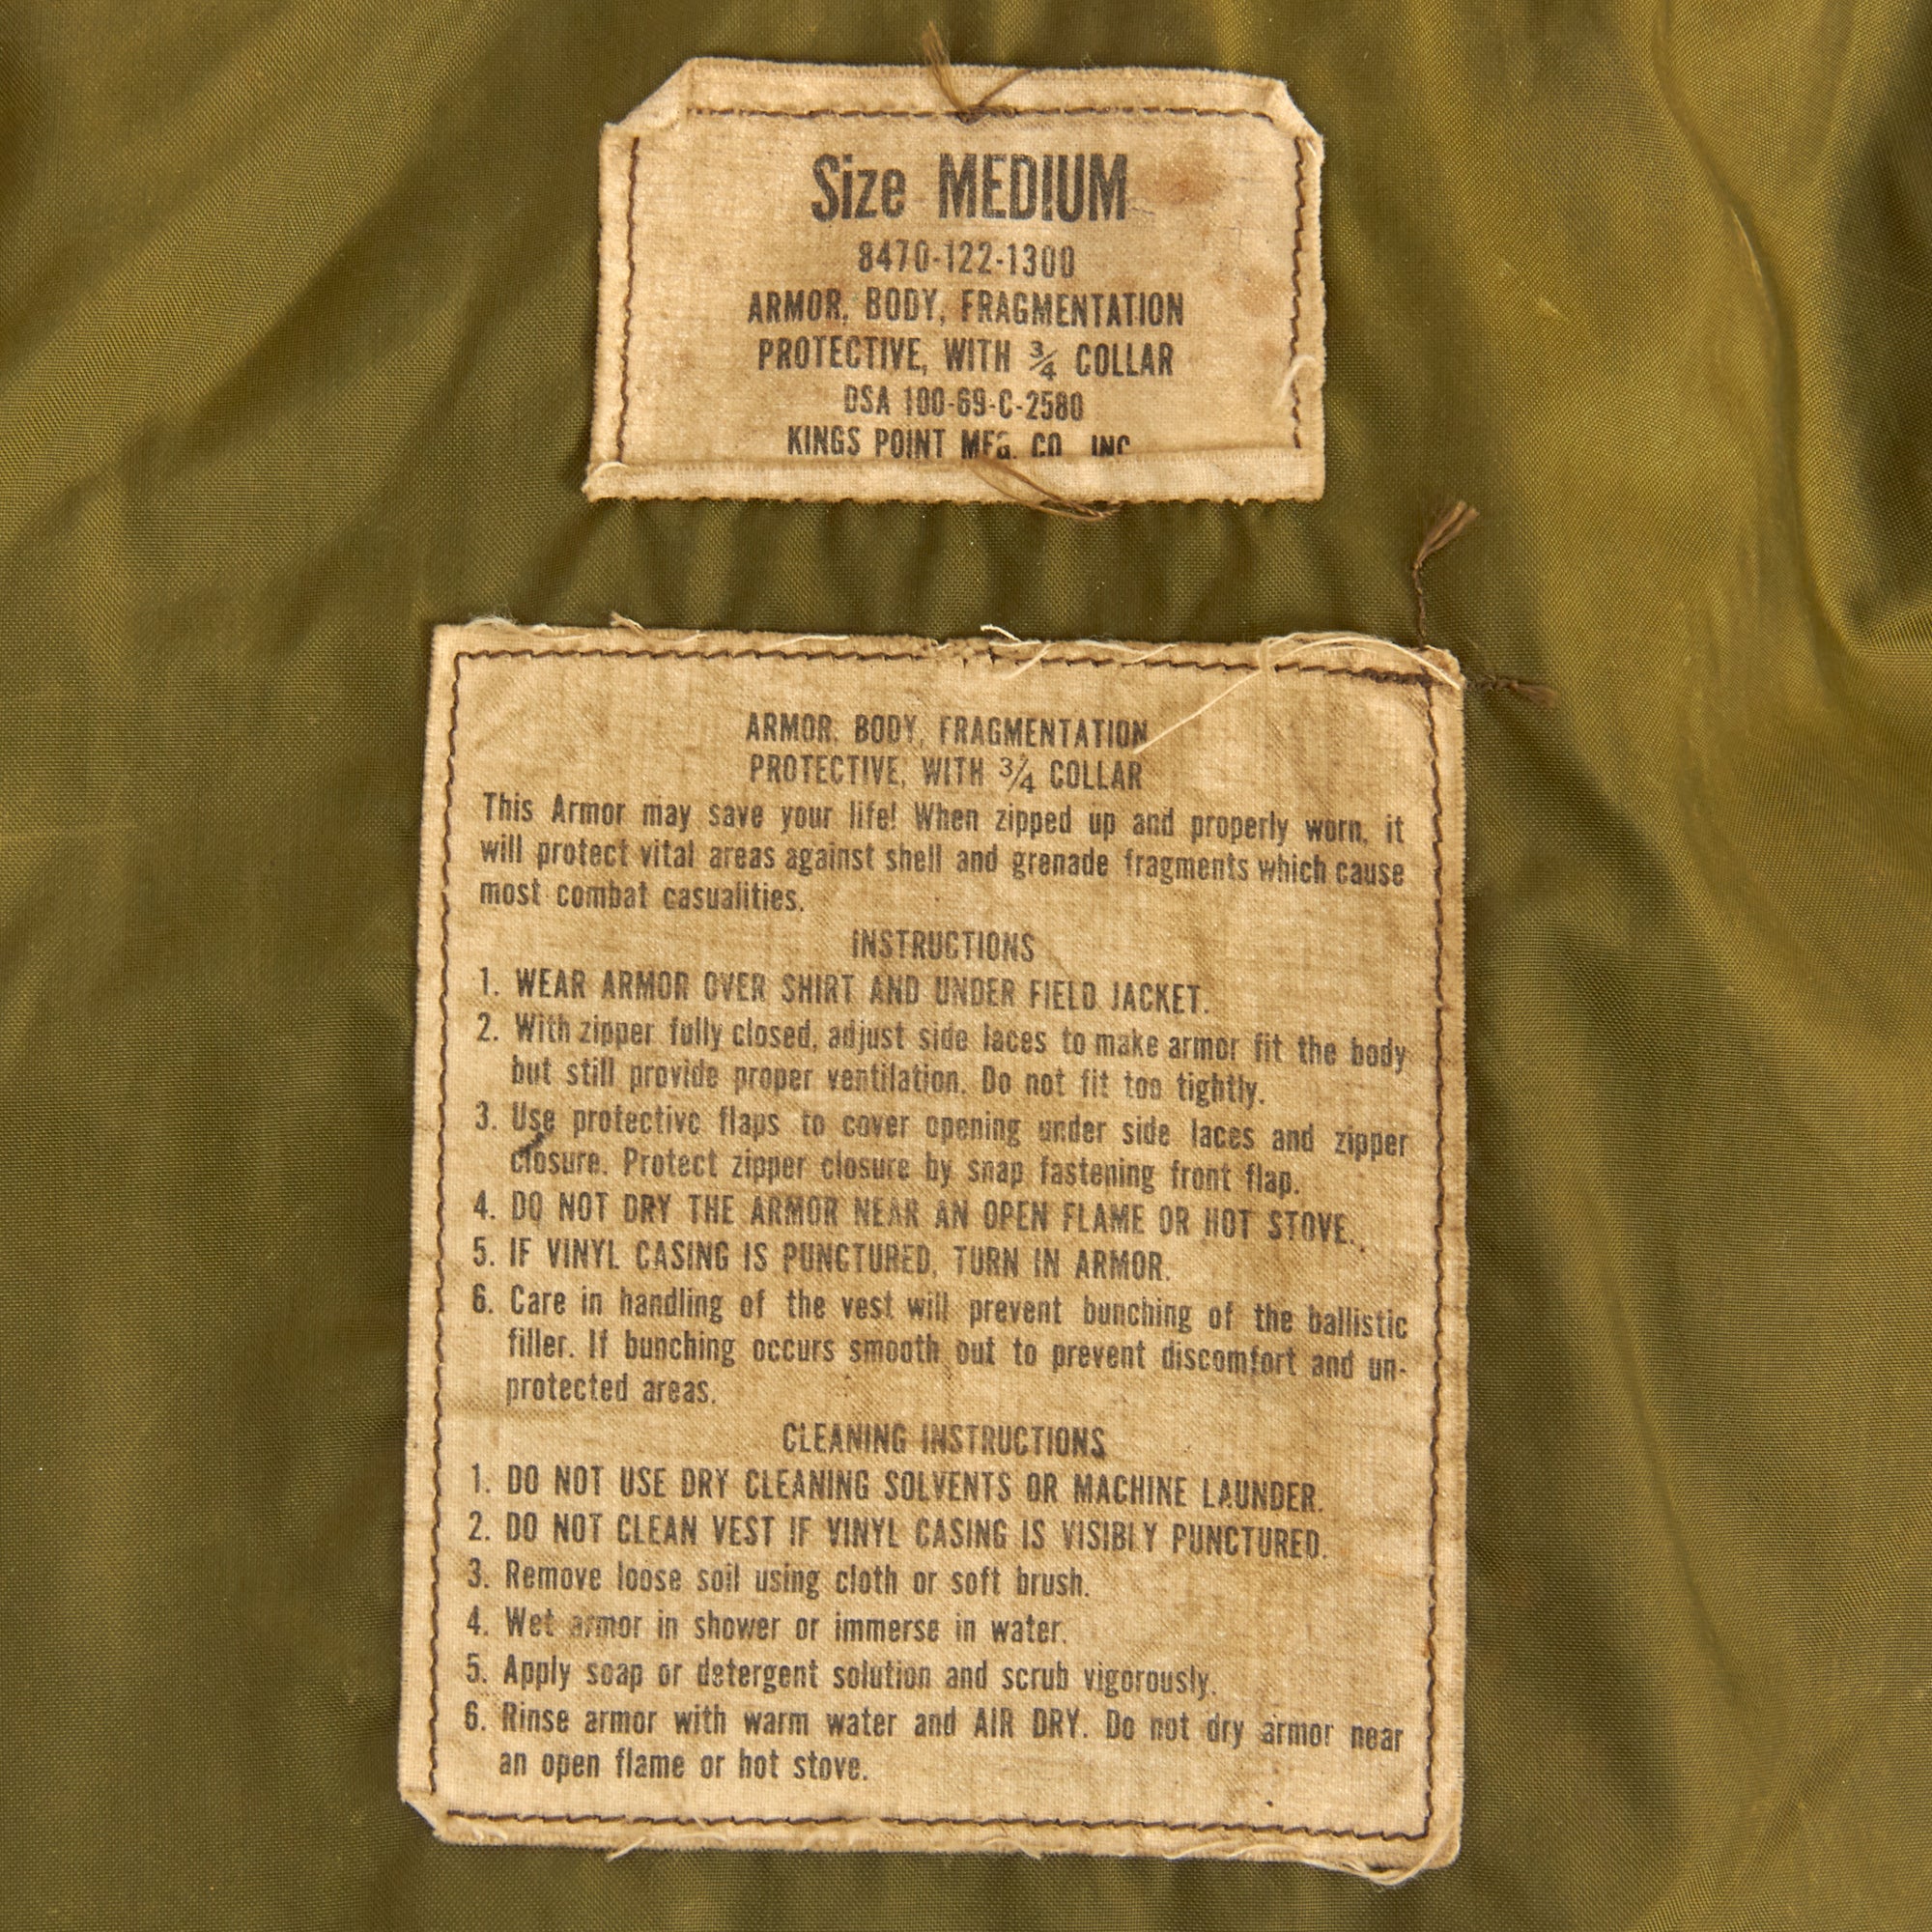 Size MEDIUM
8470-122-1300
ARMOR, BODY, FRAGMENTATION
PROTECTIVE, WITH ¾ COLLAR
DSA 100-69-C-2580
KINGS POINT MFG. CO. INC
ARMOR. BODY, FRAGMENTATION
PROTECTIVE, WITH ¾ COLLAR
This Armor may save your life! When zipped up and properly worn, it
will protect vital areas against shell and grenade fragments which cause
most combat casualities.
INSTRUCTIONS
1. WEAR ARMOR OVER SHIRT AND UNDER FIELD JACKET.
2. With zipper fully closed, adjust side laces to make armor fit the body
but still provide proper ventilation. Do not fit too tightly.
3. Use protective flaps to cover opening under side laces and zipper
closure. Protect zipper closure by snap fastening front flap.
4. DO NOT DRY THE ARMOR NEAR AN OPEN FLAME OR HOT STOVE.
5. IF VINYL CASING IS PUNCTURED, TURN IN ARMOR.
6. Care in handling of the vest will prevent bunching of the ballistic
filler. If bunching occurs smooth out to prevent discomfort and un-
protected areas.
CLEANING INSTRUCTIONS
1. DO NOT USE DRY CLEANING SOLVENTS OR MACHINE LAUNDER.
2. DO NOT CLEAN VEST IF VINYL CASING IS VISIBLY PUNCTURED.
3. Remove loose soil using cloth or soft brush.
4. Wet armor in shower or immerse in water.
5. Apply soap or detergent solution and scrub vigorously.
6. Rinse armor with warm water and AIR DRY. Do not dry armor near
an open flame or hot stove.